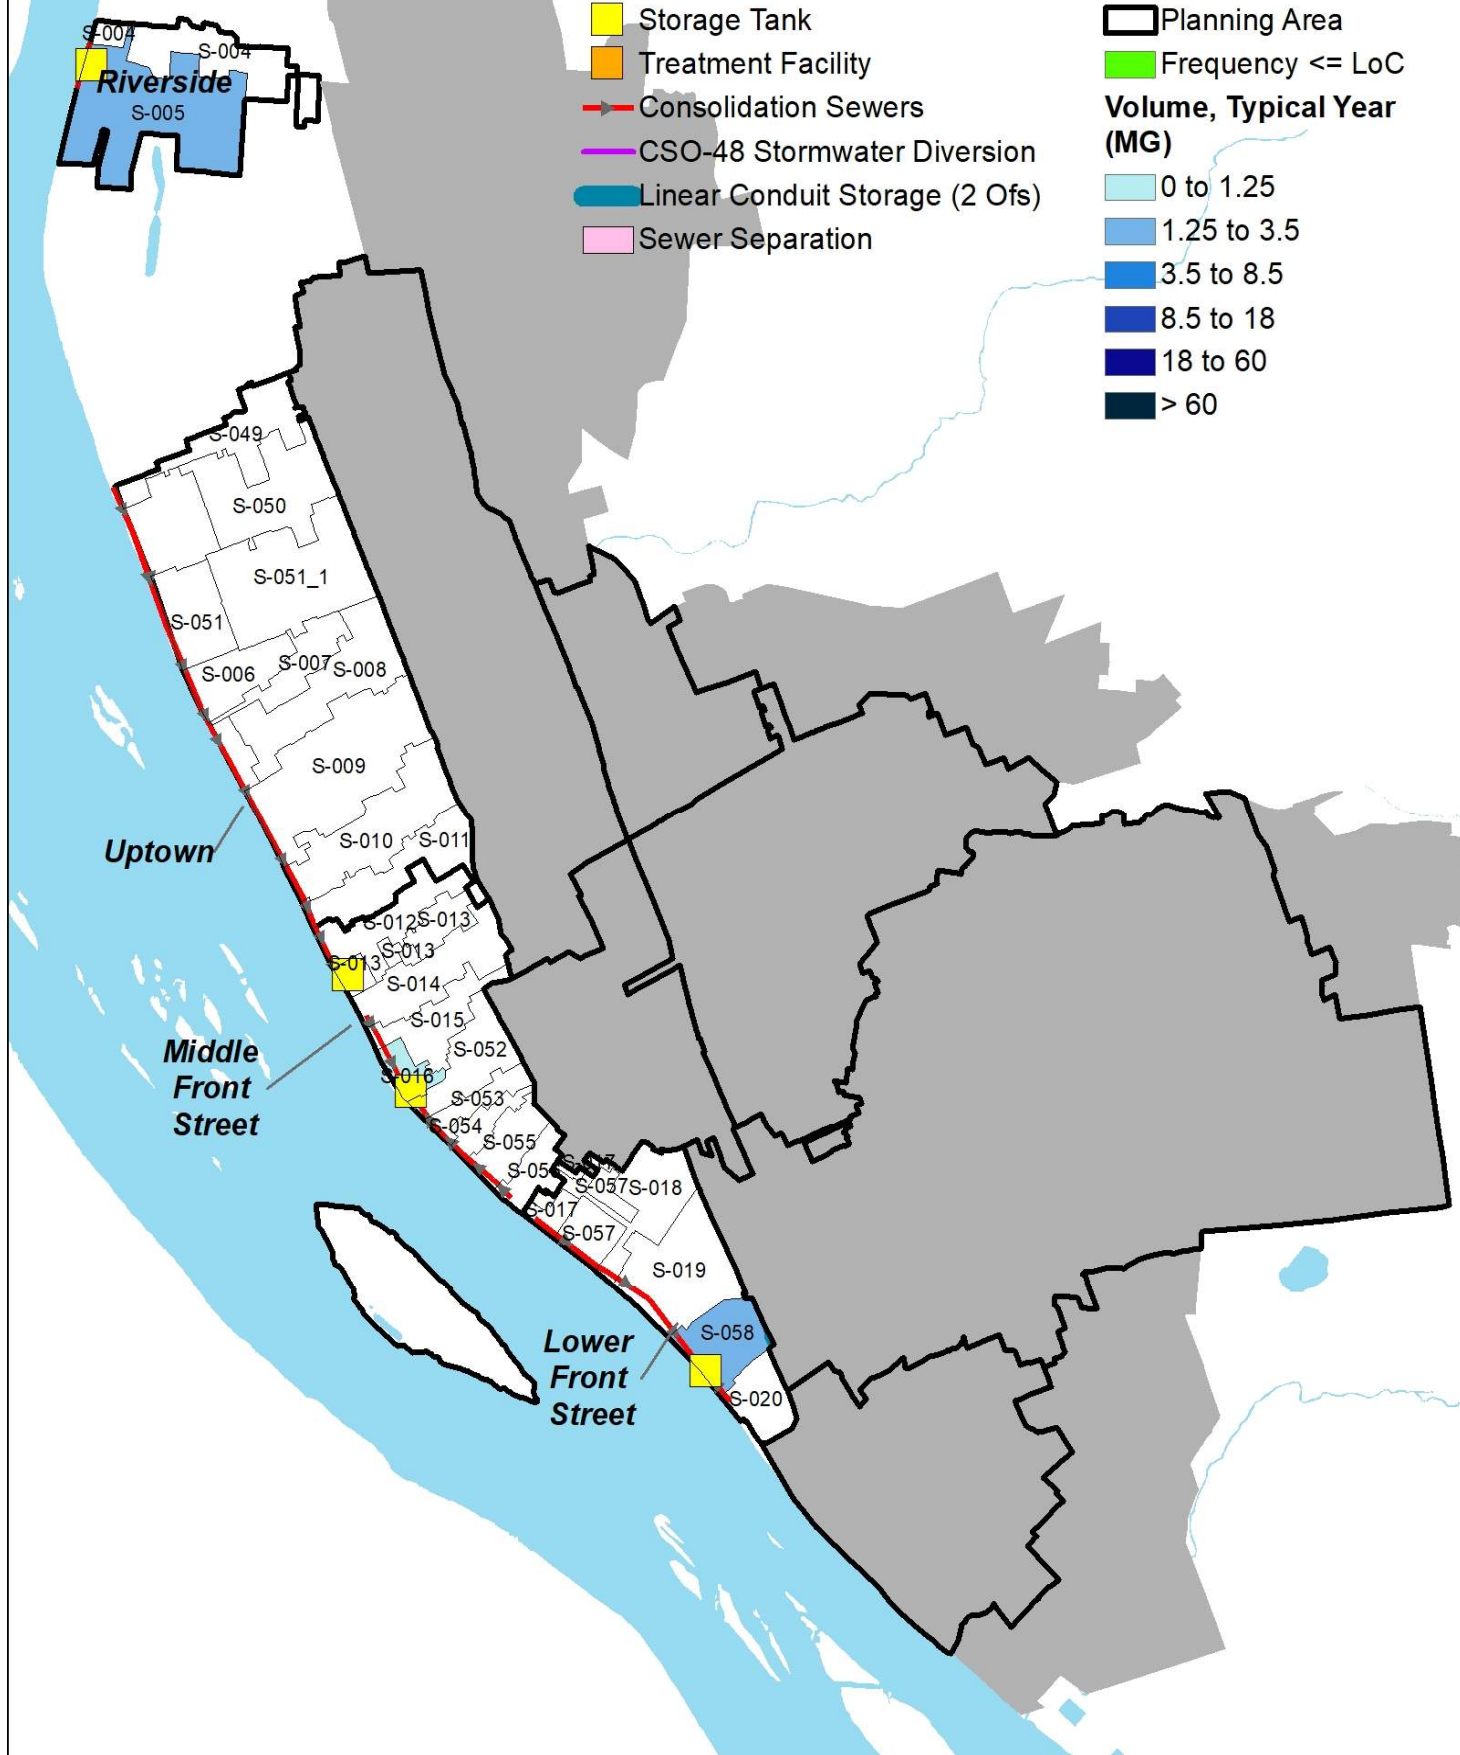 Storage Tank
Treatment Facility
Consolidation Sewers
CSO-48 Stormwater Diversion
Linear Conduit Storage (2 Ofs)
Sewer Separation
Planning Area
Frequency <= LoC
Volume, Typical Year
(MG)
0 to 1.25
1.25 to 3.5
3.5 to 8.5
8.5 to 18
18 to 60
> 60
S-004
S-004
Riverside
S-005
S-049
S-050
S-051_1
S-051
S-006
S-007
S-008
S-009
Uptown
S-010
S-011
S-012
S-013
S-013
S-013
S-014
S-015
Middle
Front
Street
S-052
S-016
S-053
S-054
S-055
S-017
S-057
S-018
S-017
S-057
S-019
Lower
Front
Street
S-058
S-020